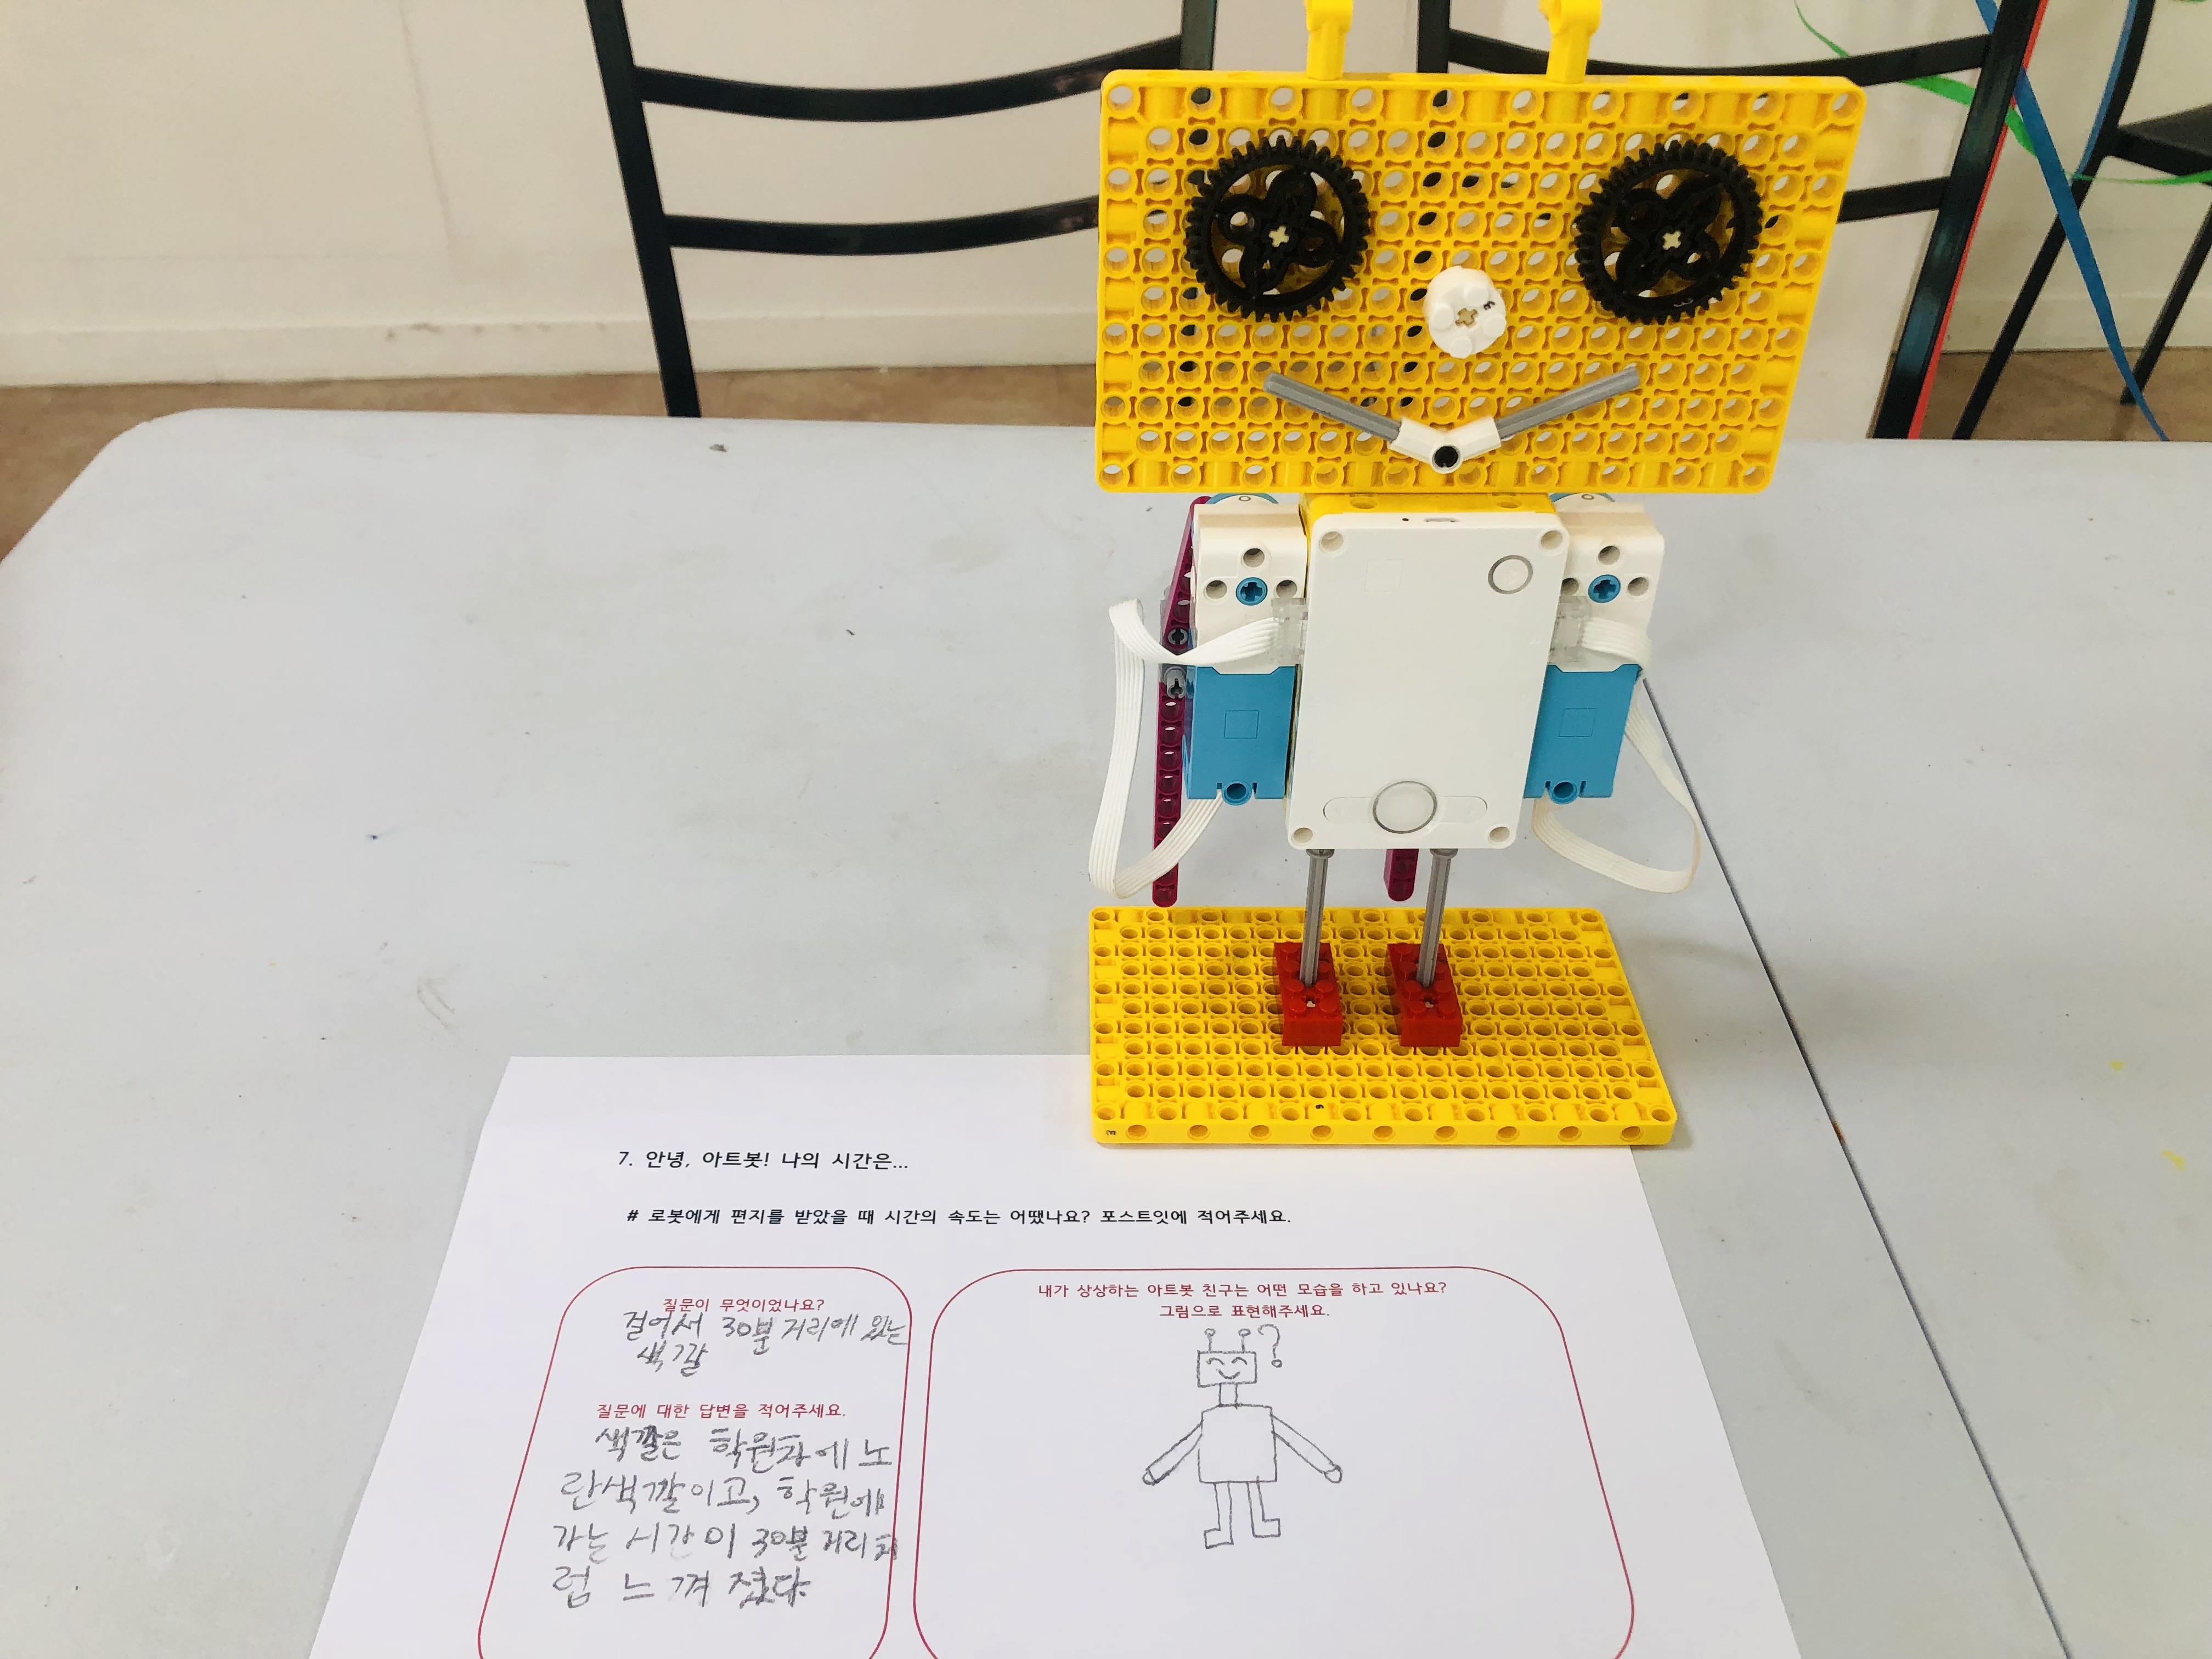 7. 안녕, 아트봇! 나의 시간은...
# 로봇에게 편지를 받았을 때 시간의 속도는 어땠나요? 포스트잇에 적어주세요.
질문이 무엇이었나요?
걸어서 30분 거리에 있는
색깔
질문에 대한 답변을 적어주세요.
색깔은 학원차에 노
란색깔이고, 학원에
가는 시간이 30분 거리처
럼 느껴졌다.
내가 상상하는 아트봇 친구는 어떤 모습을 하고 있나요?
그림으로 표현해주세요.
?